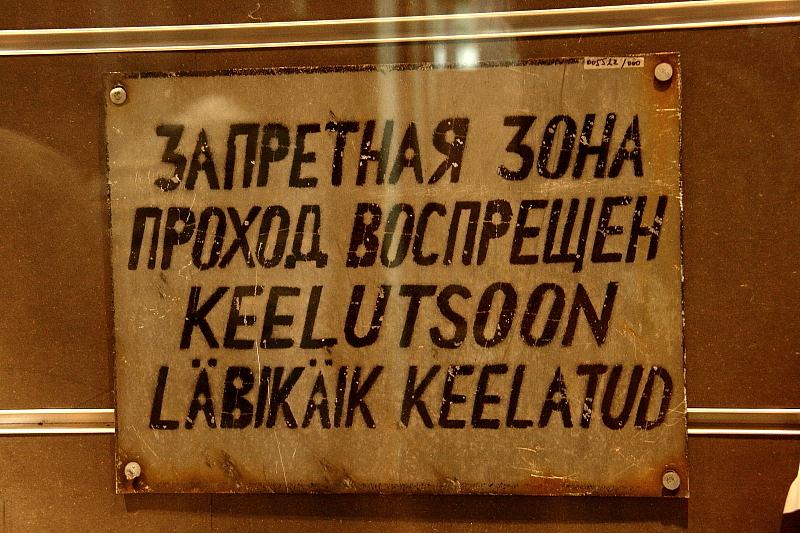 ЗАПРЕТНАЯ ЗОНА
ПРОХОД ВОСПРЕЩЕН
KEELUTSOON
LÄBIKÄIK KEELATUD